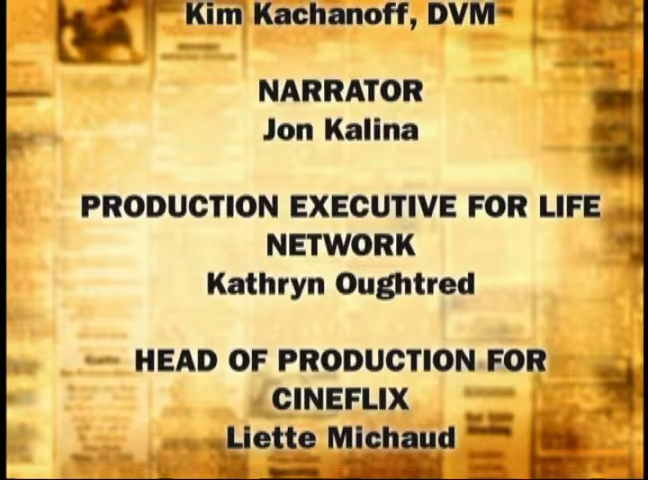 Kim Kachanoff, DVM
NARRATOR
Jon Kalina
PRODUCTION EXECUTIVE FOR LIFE
NETWORK
Kathryn Oughtred
HEAD OF PRODUCTION FOR
CINEFLIX
Liette Michaud